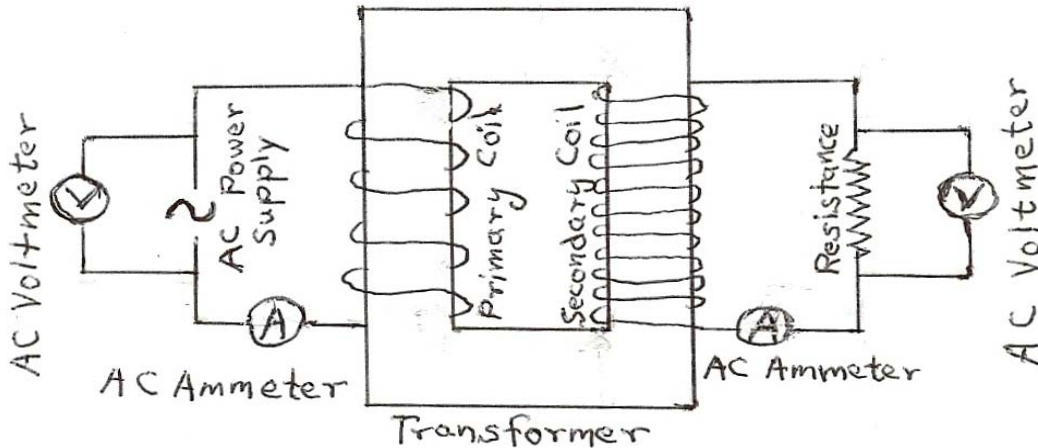 AC Voltmeter
V
AC Power
Supply
A
AC Ammeter
Primary Coil
Secondary Coil
Transformer
Resistance
A
AC Ammeter
V
AC Voltmeter